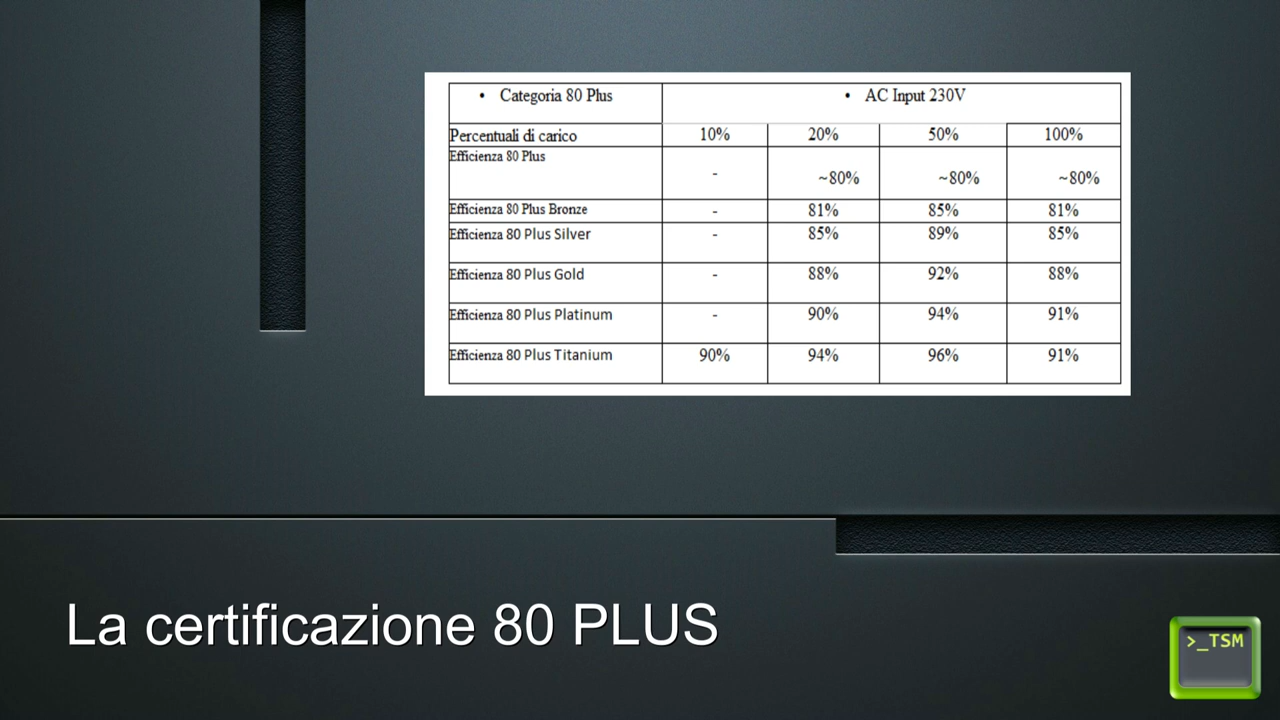 • Categoria 80 Plus • AC Input 230V
Percentuali di carico 10% 20% 50% 100%
Efficienza 80 Plus - ~80% ~80% ~80%
Efficienza 80 Plus Bronze - 81% 85% 81%
Efficienza 80 Plus Silver - 85% 89% 85%
Efficienza 80 Plus Gold - 88% 92% 88%
Efficienza 80 Plus Platinum - 90% 94% 91%
Efficienza 80 Plus Titanium 90% 94% 96% 91%
La certificazione 80 PLUS
>_TSM